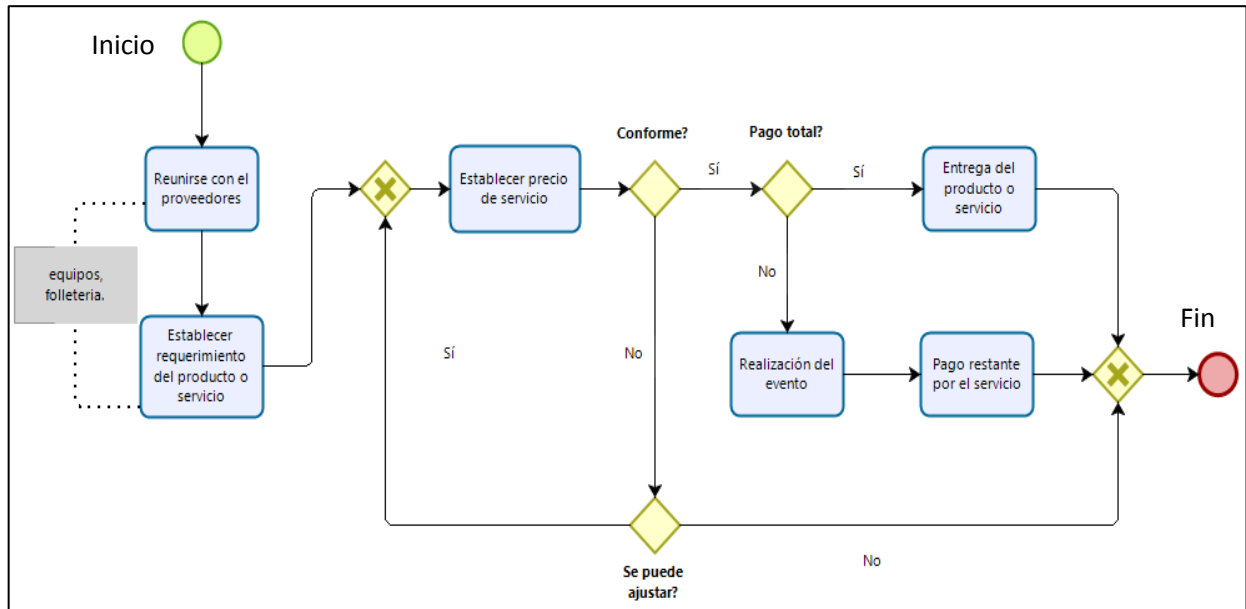 Inicio
Reunirse con el
proveedores
equipos,
folleteria.
Establecer
requerimiento
del producto o
servicio
Establecer precio
de servicio
Conforme?
Sí
No
Pago total?
Sí
No
Entrega del
producto o
servicio
Realización del
evento
Pago restante
por el servicio
Se puede
ajustar?
Sí
No
Fin